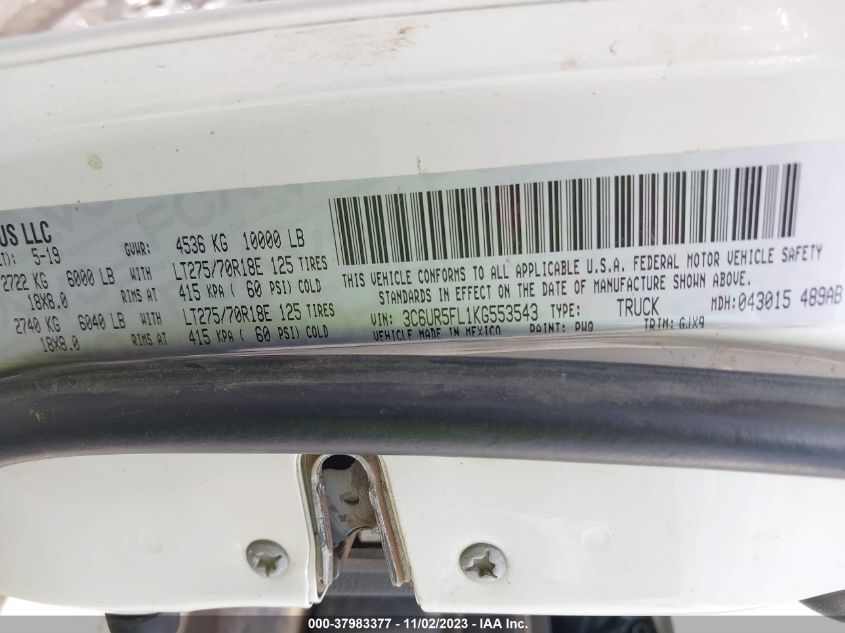 US LLC
T): 5-19 GVWR: 4536 KG 10000 LB
2722 KG 6000 LB WITH LT275/70R18E 125 TIRES
18X8.0 RIMS AT 415 KPA ( 60 PSI) COLD
2740 KG 6040 LB WITH LT275/70R18E 125 TIRES
18X8.0 RIMS AT 415 KPA ( 60 PSI) COLD
THIS VEHICLE CONFORMS TO ALL APPLICABLE U.S.A. FEDERAL MOTOR VEHICLE SAFETY
STANDARDS IN EFFECT ON THE DATE OF MANUFACTURE SHOWN ABOVE.
VIN: 3C6UR5FL1KG553543 TYPE: TRUCK MDH: 043015 489AB
VEHICLE MADE IN MEXICO PAINT: PW7 TRIM: GJX9
000-37983377 - 11/02/2023 - IAA Inc.